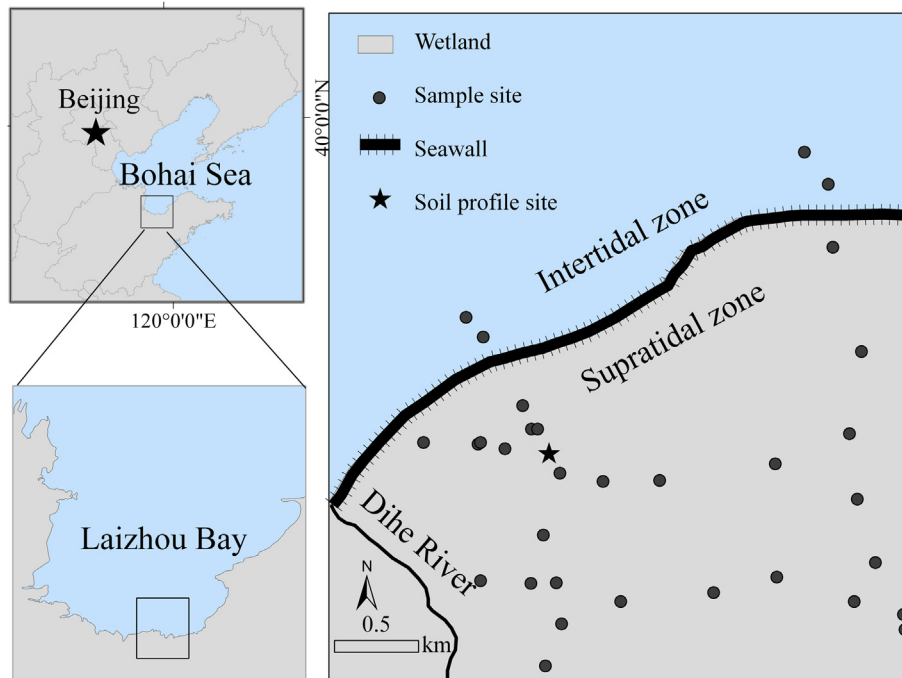 Beijing
Bohai Sea
40°0'0"N
120°0'0"E
Laizhou Bay
Wetland
Sample site
Seawall
Soil profile site
Intertidal zone
Supratidal zone
Dihe River
N
0.5
km